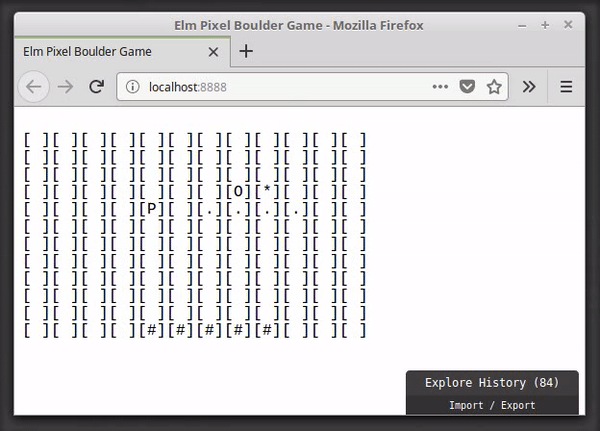 Elm Pixel Boulder Game - Mozilla Firefox
Elm Pixel Boulder Game
localhost:8888
[ ][ ][ ][ ][ ][ ][ ][ ][ ][ ][ ][ ]
[ ][ ][ ][ ][ ][ ][ ][ ][ ][ ][ ][ ]
[ ][ ][ ][ ][ ][ ][ ][ ][ ][ ][ ][ ]
[ ][ ][ ][ ][ ][ ][ ][O][*][ ][ ][ ]
[ ][ ][ ][ ][P][ ][.][.][.][.][ ][ ]
[ ][ ][ ][ ][ ][ ][ ][ ][ ][ ][ ][ ]
[ ][ ][ ][ ][ ][ ][ ][ ][ ][ ][ ][ ]
[ ][ ][ ][ ][ ][ ][ ][ ][ ][ ][ ][ ]
[ ][ ][ ][ ][ ][ ][ ][ ][ ][ ][ ][ ]
[ ][ ][ ][ ][ ][ ][ ][ ][ ][ ][ ][ ]
[ ][ ][ ][ ][ ][ ][ ][ ][ ][ ][ ][ ]
[ ][ ][ ][ ][#][#][#][#][#][ ][ ][ ]
Explore History (84)
Import / Export